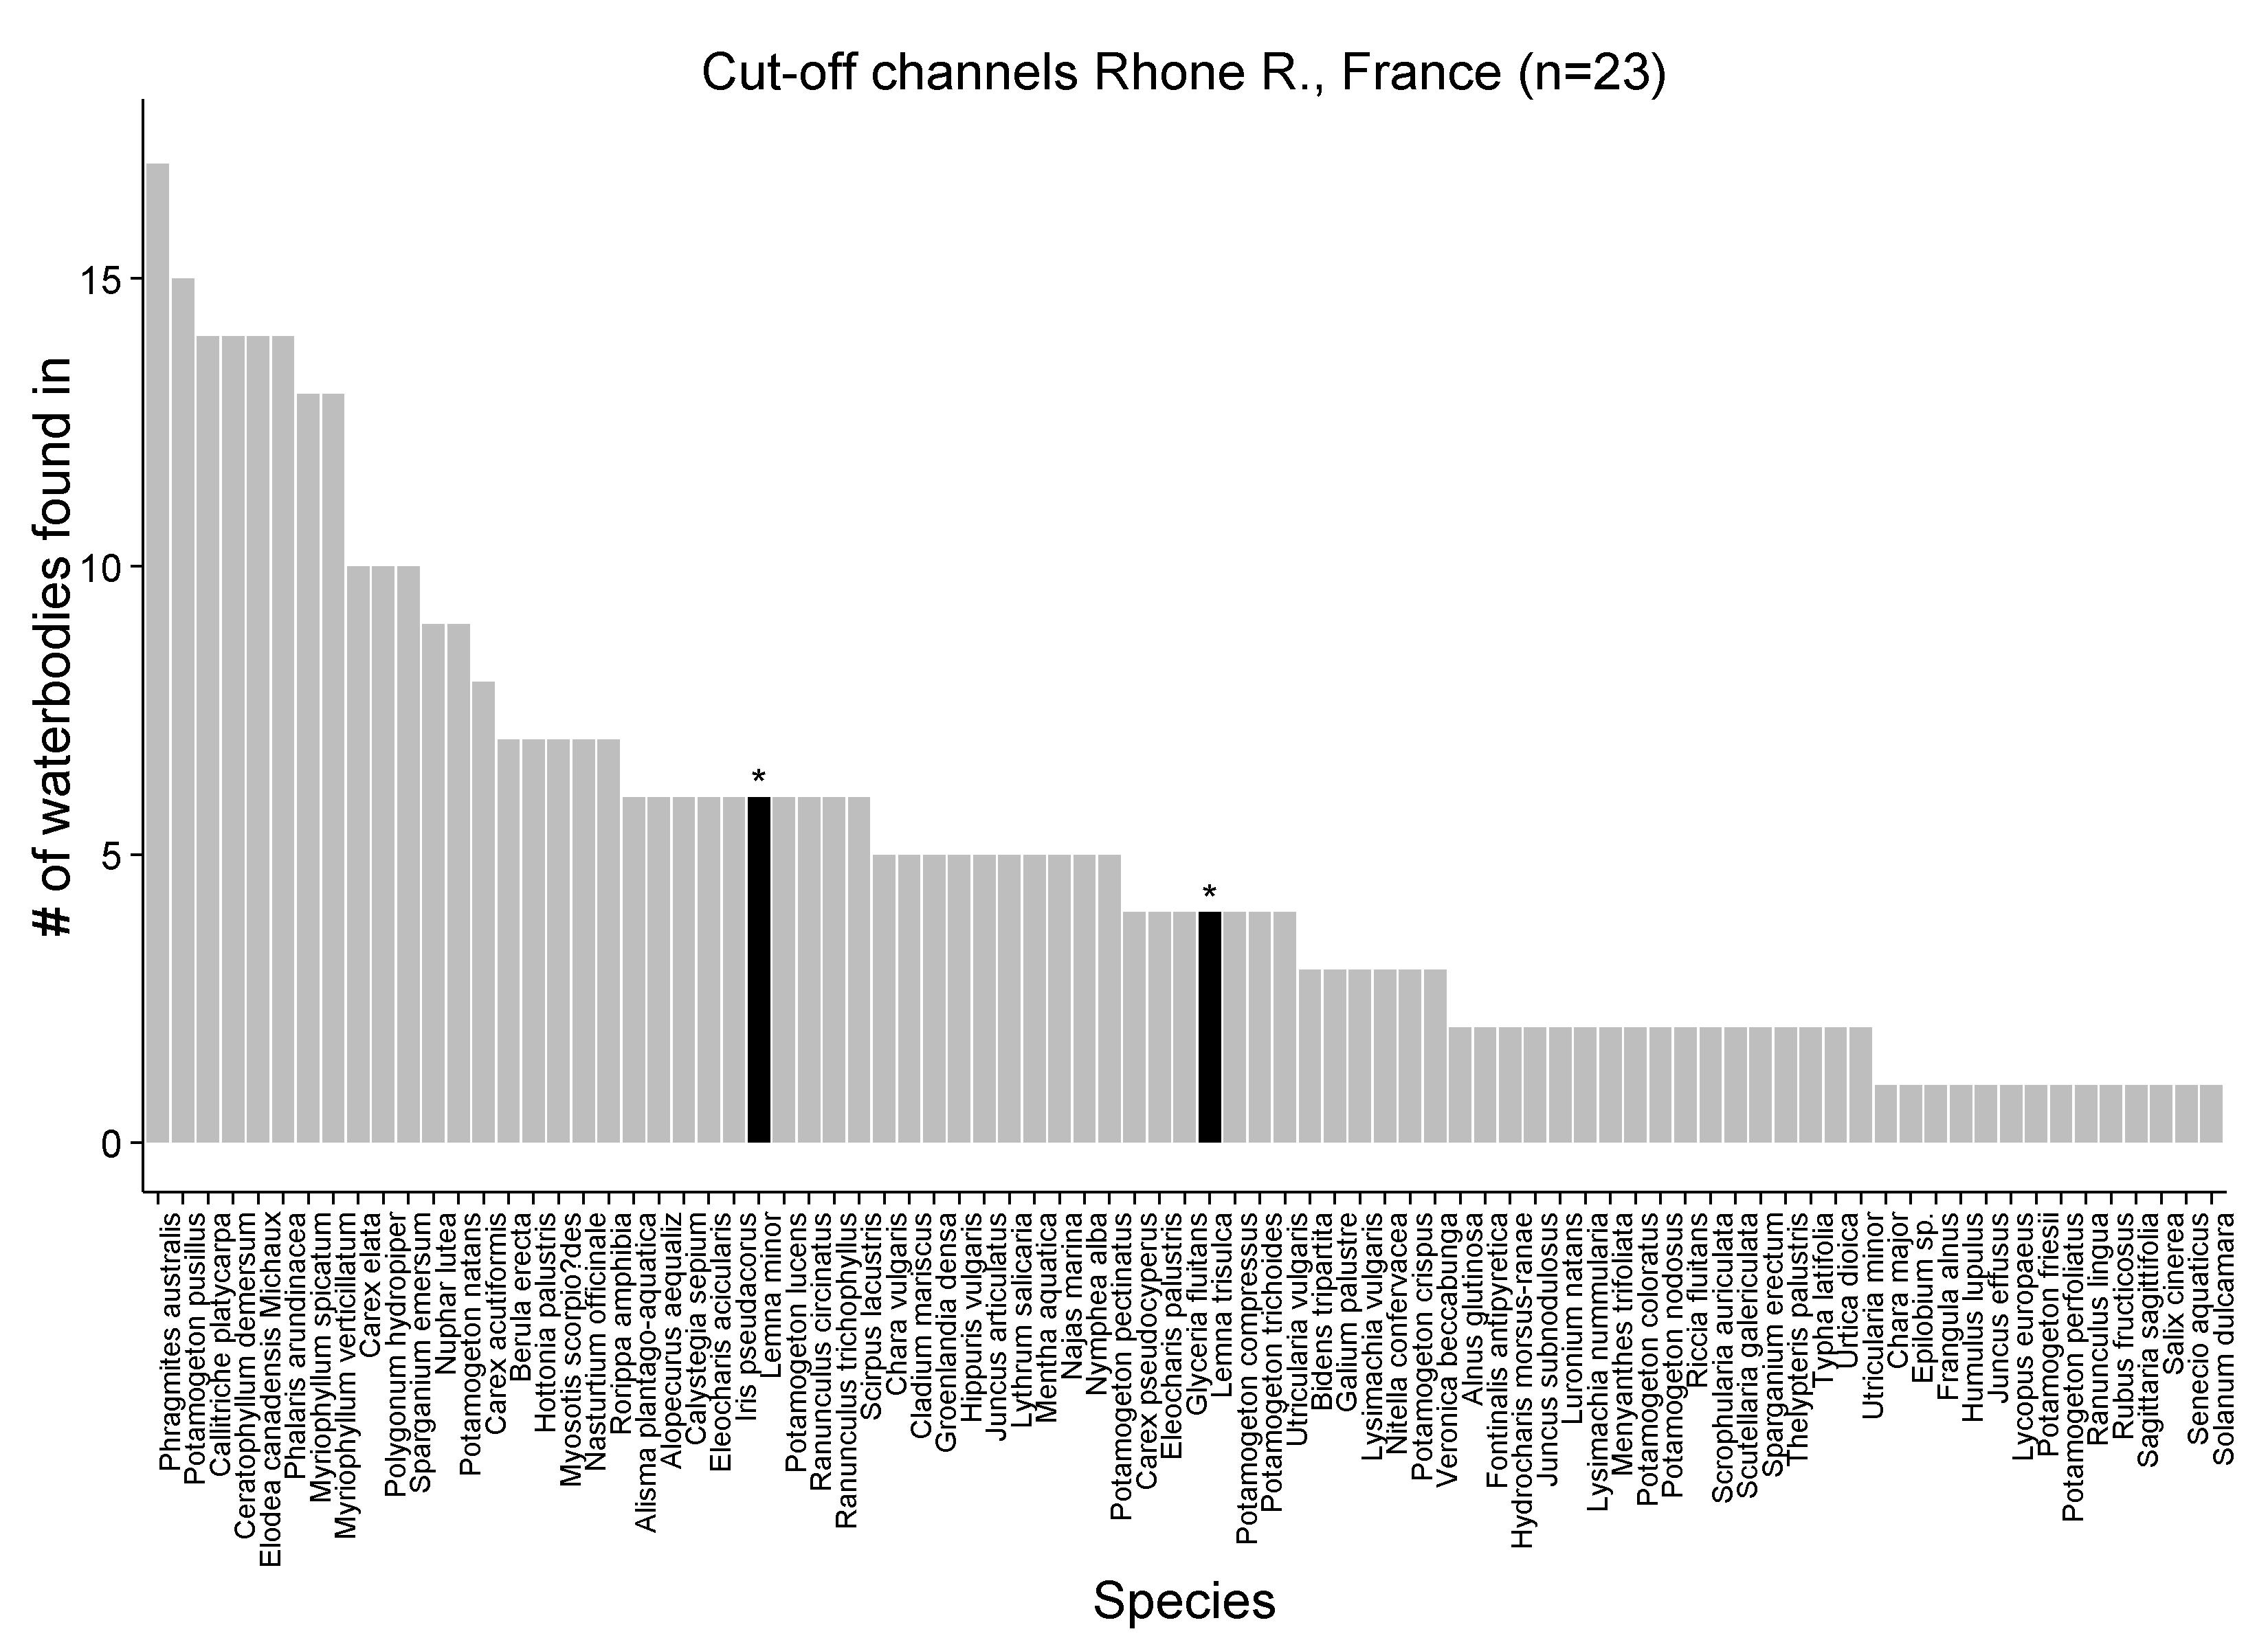 Cut-off channels Rhone R., France (n=23)
# of waterbodies found in
15
10
5
0
*
*
Phragmites australis
Potamogeton pusillus
Callitriche platycarpa
Ceratophyllum demersum
Elodea canadensis Michaux
Phalaris arundinacea
Myriophyllum spicatum
Myriophyllum verticillatum
Carex elata
Polygonum hydropiper
Sparganium emersum
Nuphar lutea
Potamogeton natans
Carex acutiformis
Berula erecta
Hottonia palustris
Myosotis scorpio?des
Nasturtium officinale
Rorippa amphibia
Alisma plantago-aquatica
Alopecurus aequaliz
Calystegia sepium
Eleocharis acicularis
Iris pseudacorus
Lemna minor
Potamogeton lucens
Ranunculus circinatus
Ranunculus trichophyllus
Scirpus lacustris
Chara vulgaris
Cladium mariscus
Groenlandia densa
Hippuris vulgaris
Juncus articulatus
Lythrum salicaria
Mentha aquatica
Najas marina
Nymphea alba
Potamogeton pectinatus
Carex pseudocyperus
Eleocharis palustris
Glyceria fluitans
Lemna trisulca
Potamogeton compressus
Potamogeton trichoides
Utricularia vulgaris
Bidens tripartita
Galium palustre
Lysimachia vulgaris
Nitella confervacea
Potamogeton crispus
Veronica beccabunga
Alnus glutinosa
Fontinalis antipyretica
Hydrocharis morsus-ranae
Juncus subnodulosus
Luronium natans
Lysimachia nummularia
Menyanthes trifoliata
Potamogeton coloratus
Potamogeton nodosus
Riccia fluitans
Scrophularia auriculata
Scutellaria galericulata
Sparganium erectum
Thelypteris palustris
Typha latifolia
Urtica dioica
Utricularia minor
Chara major
Epilobium sp.
Frangula alnus
Humulus lupulus
Juncus effusus
Lycopus europaeus
Potamogeton friesii
Potamogeton perfoliatus
Ranunculus lingua
Rubus fructicosus
Sagittaria sagittifolia
Salix cinerea
Senecio aquaticus
Solanum dulcamara
Species